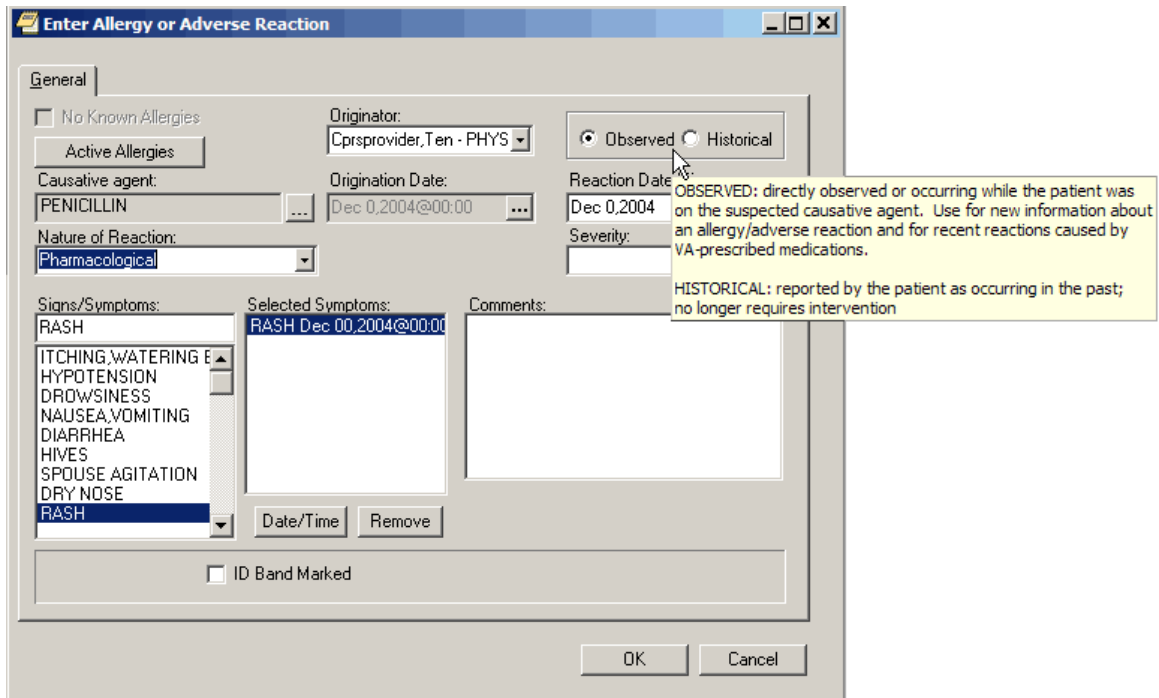 Enter Allergy or Adverse Reaction
General
No Known Allergies
Originator:
Cprsprovider,Ten - PHYS
Observed
Historical
Active Allergies
Causative agent:
Origination Date:
Reaction Date
PENICILLIN
...
Dec 0,2004@00:00
...
Dec 0,2004
OBSERVED: directly observed or occurring while the patient was
on the suspected causative agent. Use for new information about
an allergy/adverse reaction and for recent reactions caused by
VA-prescribed medications.
HISTORICAL: reported by the patient as occurring in the past;
no longer requires intervention
Nature of Reaction:
Severity:
Pharmacological
Signs/Symptoms:
Selected Symptoms:
Comments:
RASH
RASH Dec 00,2004@00:00
ITCHING,WATERING E
HYPOTENSION
DROWSINESS
NAUSEA,VOMITING
DIARRHEA
HIVES
SPOUSE AGITATION
DRY NOSE
RASH
Date/Time
Remove
ID Band Marked
OK
Cancel